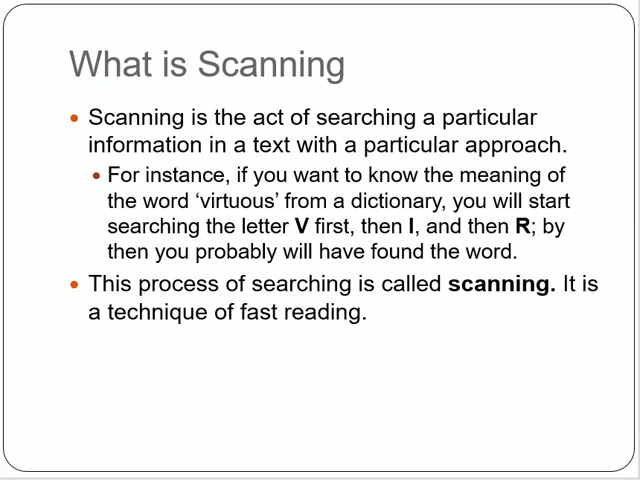 What is Scanning
• Scanning is the act of searching a particular
information in a text with a particular approach.
• For instance, if you want to know the meaning of
the word ‘virtuous’ from a dictionary, you will start
searching the letter V first, then I, and then R; by
then you probably will have found the word.
• This process of searching is called scanning. It is
a technique of fast reading.